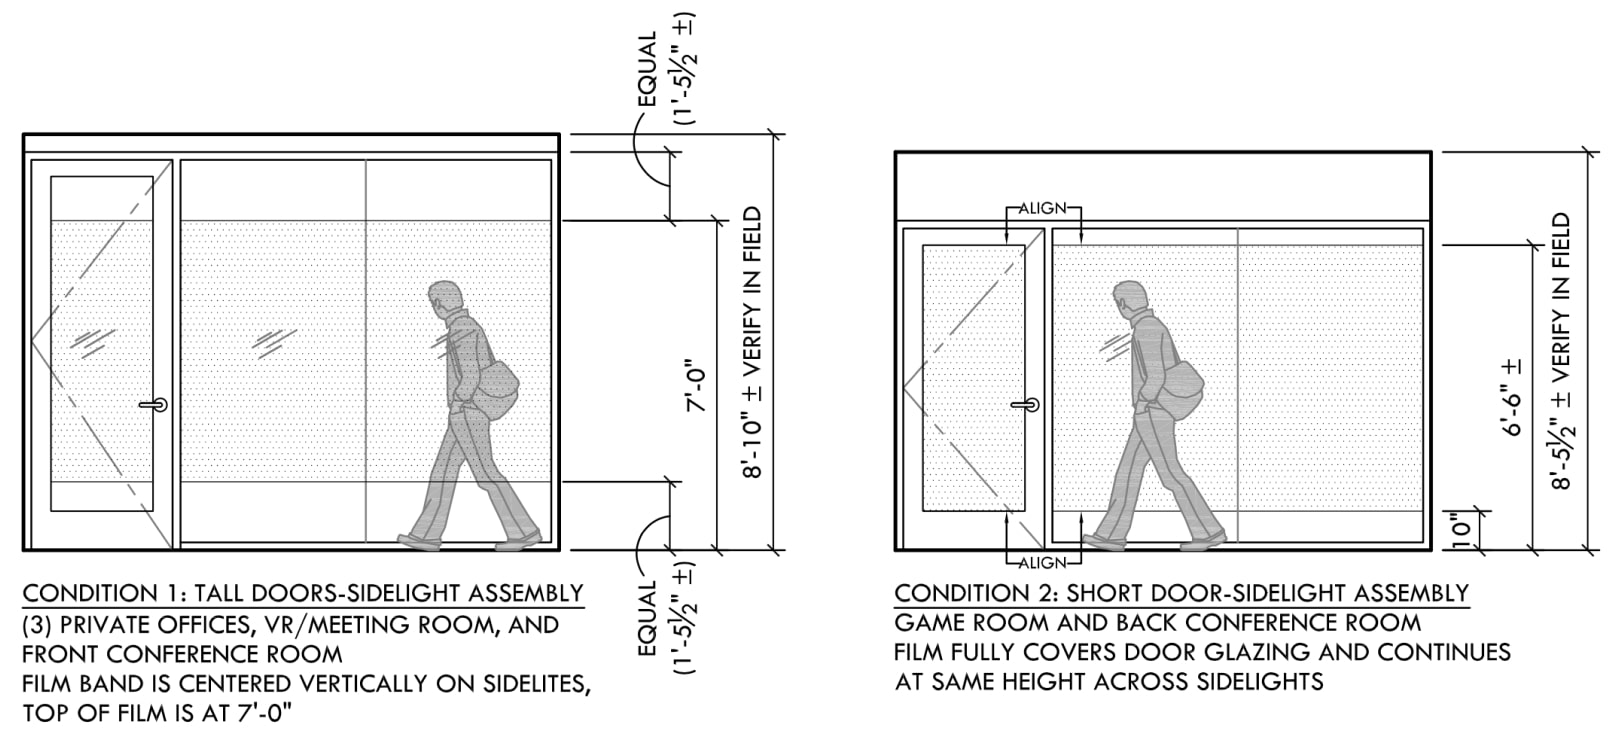 EQUAL
(1'-5½" ±)
8'-10" ± VERIFY IN FIELD
7'-0"
EQUAL
(1'-5½" ±)
CONDITION 1: TALL DOORS-SIDELIGHT ASSEMBLY
(3) PRIVATE OFFICES, VR/MEETING ROOM, AND
FRONT CONFERENCE ROOM
FILM BAND IS CENTERED VERTICALLY ON SIDELITES,
TOP OF FILM IS AT 7'-0"
ALIGN
8'-5½" ± VERIFY IN FIELD
6'-6" ±
10"
ALIGN
CONDITION 2: SHORT DOOR-SIDELIGHT ASSEMBLY
GAME ROOM AND BACK CONFERENCE ROOM
FILM FULLY COVERS DOOR GLAZING AND CONTINUES
AT SAME HEIGHT ACROSS SIDELIGHTS